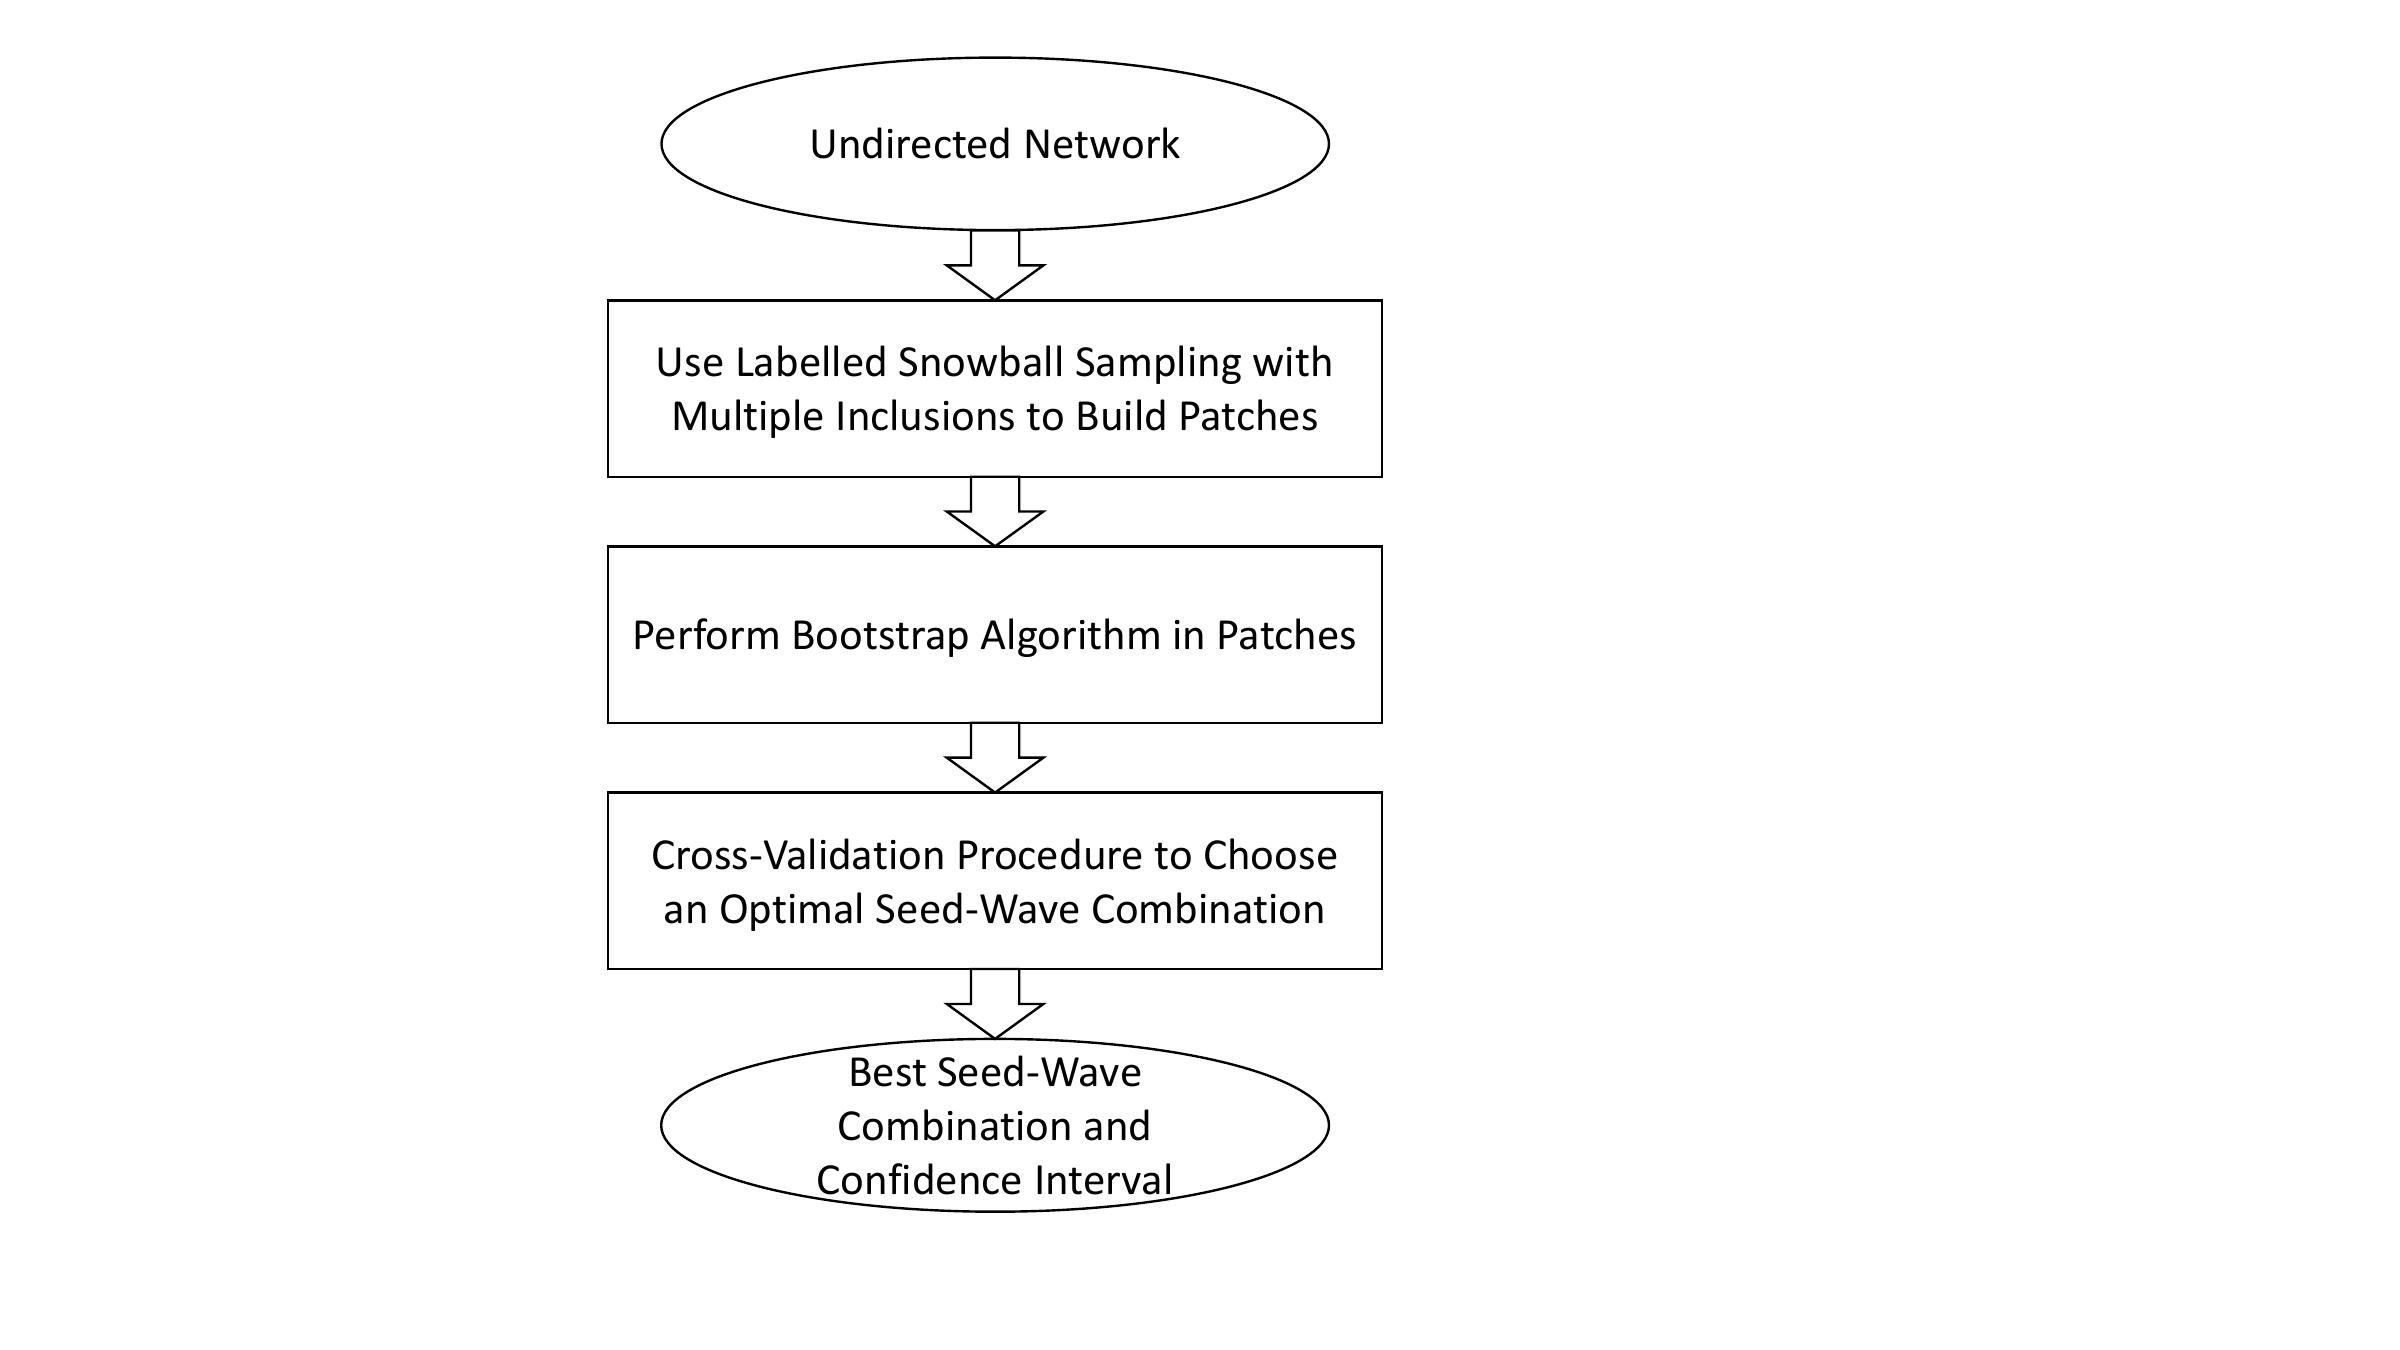 Undirected Network
Use Labelled Snowball Sampling with
Multiple Inclusions to Build Patches
Perform Bootstrap Algorithm in Patches
Cross-Validation Procedure to Choose
an Optimal Seed-Wave Combination
Best Seed-Wave
Combination and
Confidence Interval